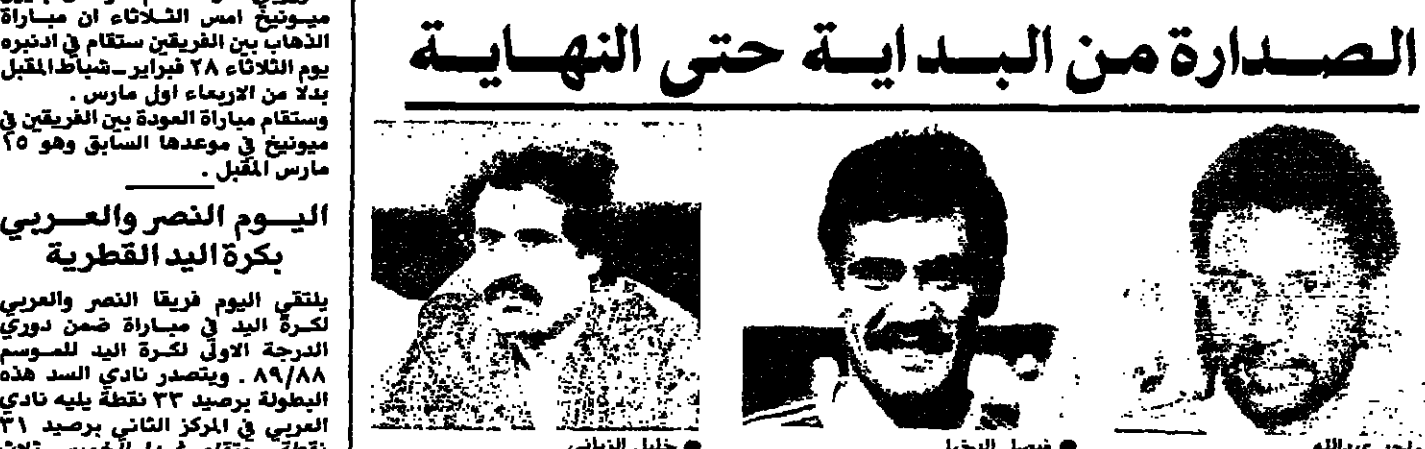 الصدارة من البداية حتى النهاية
ميونيخ امس الثلاثاء ان مباراة
الذهاب بين الفريقين ستقام في ادنبره
يوم الثلاثاء ٢٨ فبراير ـ شباط المقبل
بدلا من الاربعاء اول مارس .
وستقام مباراة العودة بين الفريقين في
ميونيخ في موعدها السابق وهو ٢٥
مارس المقبل .
اليوم النصر والعربي
بكرة اليد القطرية
يلتقي اليوم فريقا النصر والعربي
لكرة اليد في مباراة ضمن دوري
الدرجة الاولى لكرة اليد للموسم
٨٩/٨٨ . ويتصدر نادي السد هذه
البطولة برصيد ٣٣ نقطة يليه نادي
العربي في المركز الثاني برصيد ٣١